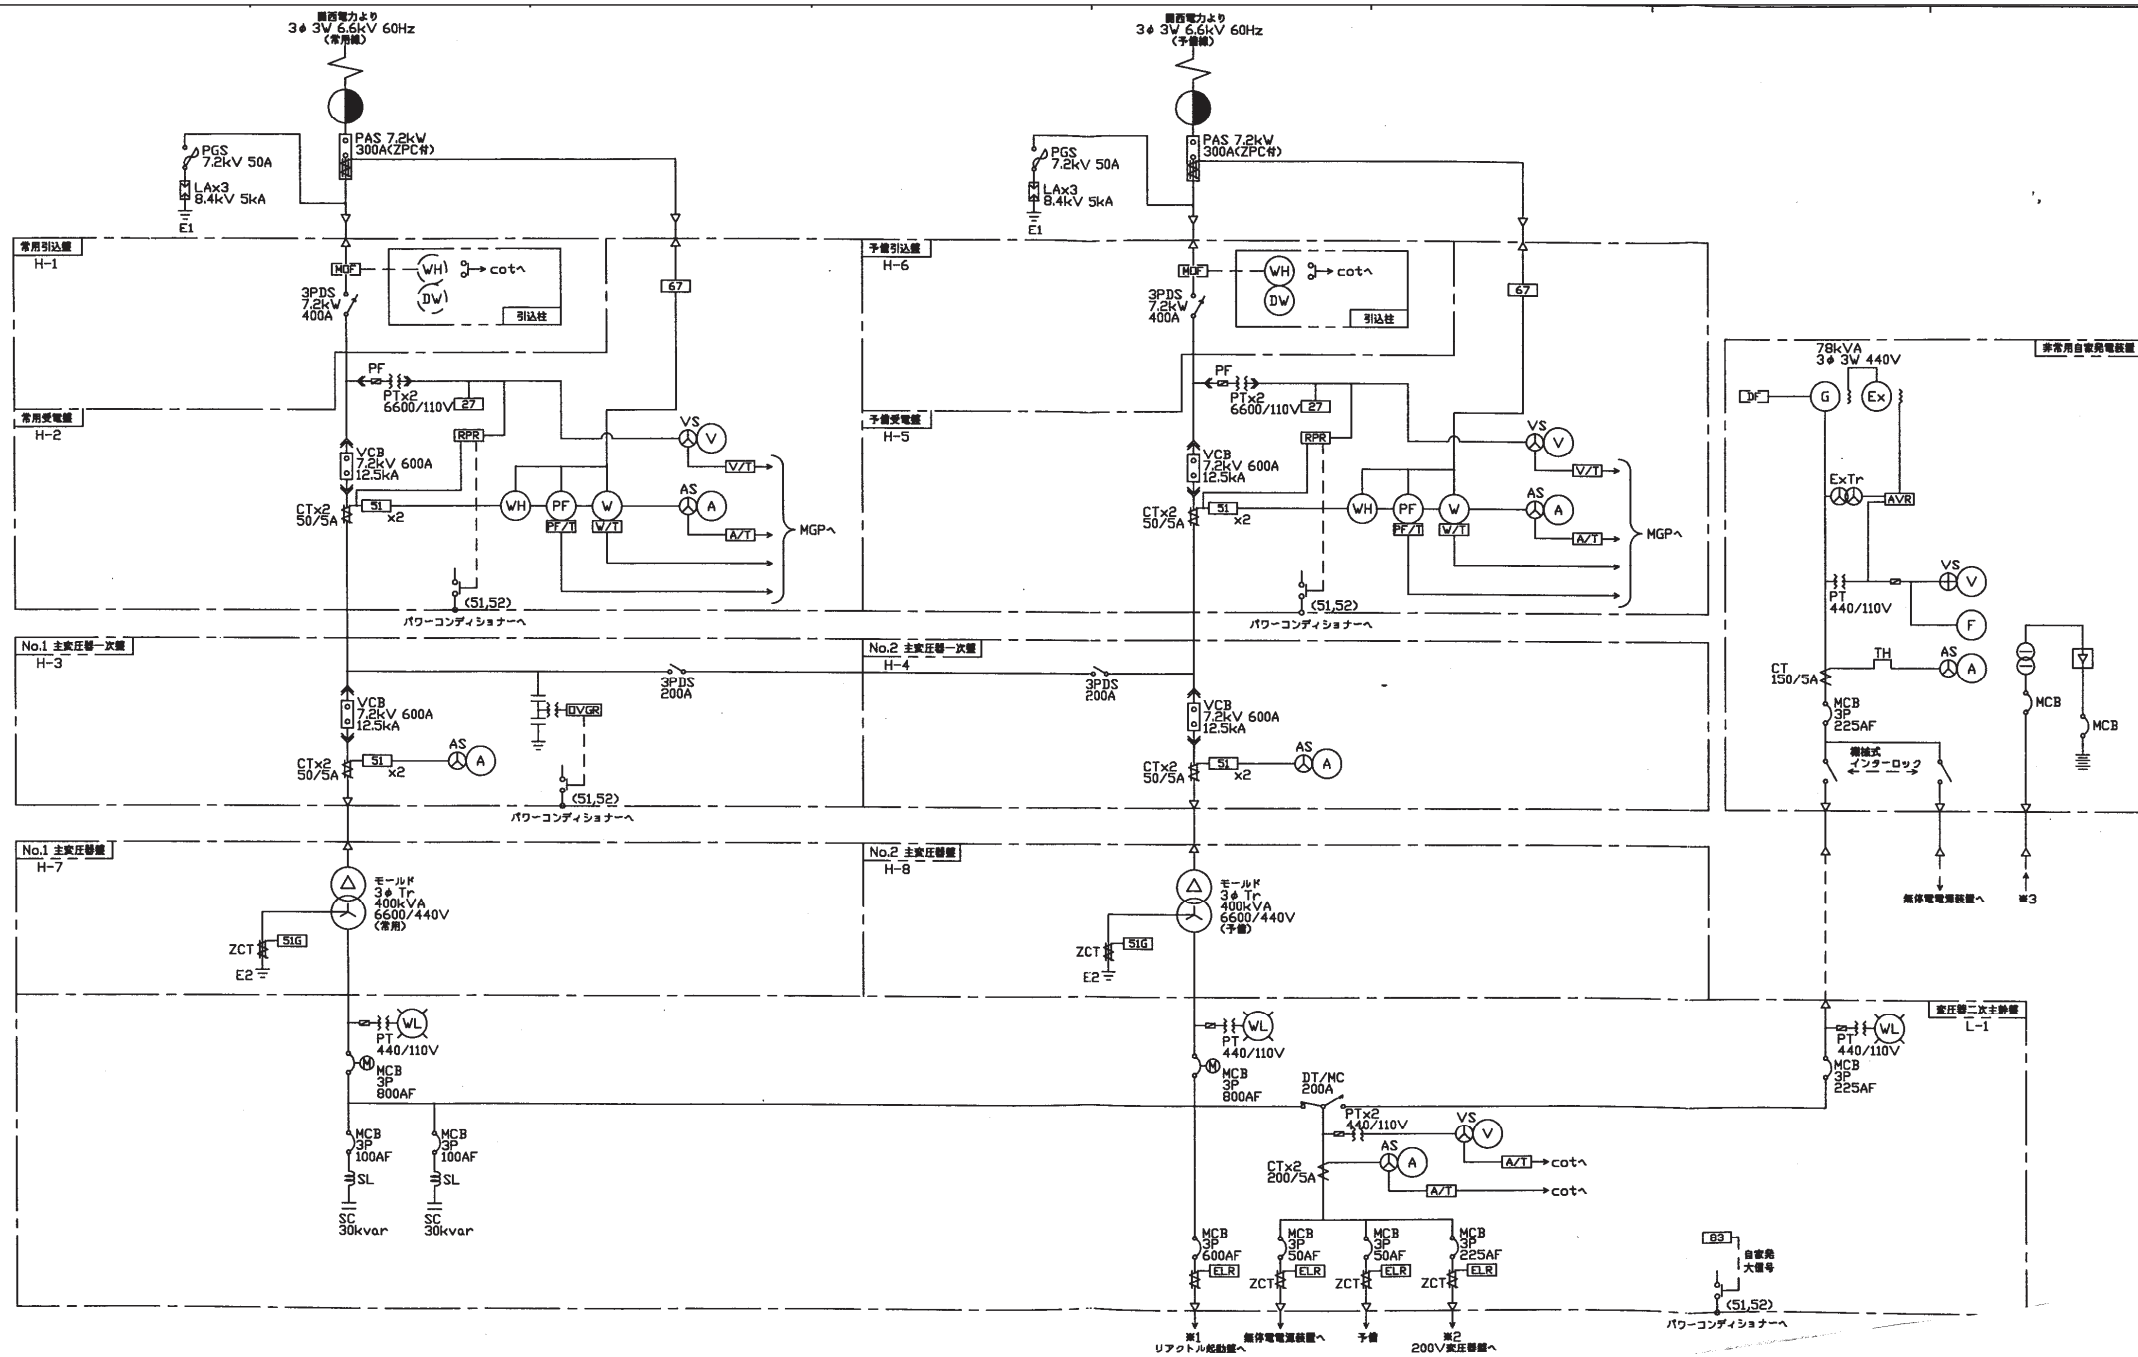 関西電力より
3φ 3W 6.6kV 60Hz
(常用線)
PAS 7.2kW
300A(ZPC付)
PGS
7.2kV 50A
LAx3
8.4kV 5kA
E1
関西電力より
3φ 3W 6.6kV 60Hz
(予備線)
PAS 7.2kW
300A(ZPC付)
PGS
7.2kV 50A
LAx3
8.4kV 5kA
E1
常用引込盤
H-1
MOF
WH
DW
cotへ
引込柱
3PDS
7.2kW
400A
67
予備引込盤
H-6
MOF
WH
DW
cotへ
引込柱
3PDS
7.2kW
400A
67
常用受電盤
H-2
PF
PTx2
6600/110V
27
RPR
VCB
7.2kV 600A
12.5kA
CTx2
50/5A
51
x2
WH
PF
W
PF/T
W/T
VS
V
V/T
AS
A
A/T
MGPへ
(51,52)
パワーコンディショナーへ
予備受電盤
H-5
PF
PTx2
6600/110V
27
RPR
VCB
7.2kV 600A
12.5kA
CTx2
50/5A
51
x2
WH
PF
W
PF/T
W/T
VS
V
V/T
AS
A
A/T
MGPへ
(51,52)
パワーコンディショナーへ
非常用自家発電装置
78kVA
3φ 3W 440V
DF
G
Ex
ExTr
AVR
PT
440/110V
VS
V
F
CT
150/5A
TH
AS
A
MCB
3P
225AF
MCB
MCB
機械式
インターロック
無停電電源装置へ
※3
No.1 主変圧器一次盤
H-3
3PDS
200A
VCB
7.2kV 600A
12.5kA
OVGR
CTx2
50/5A
51
x2
AS
A
(51,52)
パワーコンディショナーへ
No.2 主変圧器一次盤
H-4
3PDS
200A
VCB
7.2kV 600A
12.5kA
CTx2
50/5A
51
x2
AS
A
No.1 主変圧器盤
H-7
モールド
3φ Tr
400kVA
6600/440V
(常用)
ZCT
51G
E2
No.2 主変圧器盤
H-8
モールド
3φ Tr
400kVA
6600/440V
(予備)
ZCT
51G
E2
変圧器二次主幹盤
L-1
WL
PT
440/110V
M
MCB
3P
800AF
WL
PT
440/110V
M
MCB
3P
800AF
WL
PT
440/110V
MCB
3P
225AF
DT/MC
200A
PTx2
440/110V
VS
V
A/T
cotへ
CTx2
200/5A
AS
A
A/T
cotへ
MCB
3P
100AF
SL
SC
30kvar
MCB
3P
100AF
SL
SC
30kvar
MCB
3P
600AF
ELR
MCB
3P
50AF
ELR
ZCT
MCB
3P
50AF
ELR
ZCT
MCB
3P
225AF
ELR
ZCT
※1
リアクトル起動盤へ
無停電電源装置へ
予備
※2
200V変圧器盤へ
自家発
大信号
(51,52)
パワーコンディショナーへ